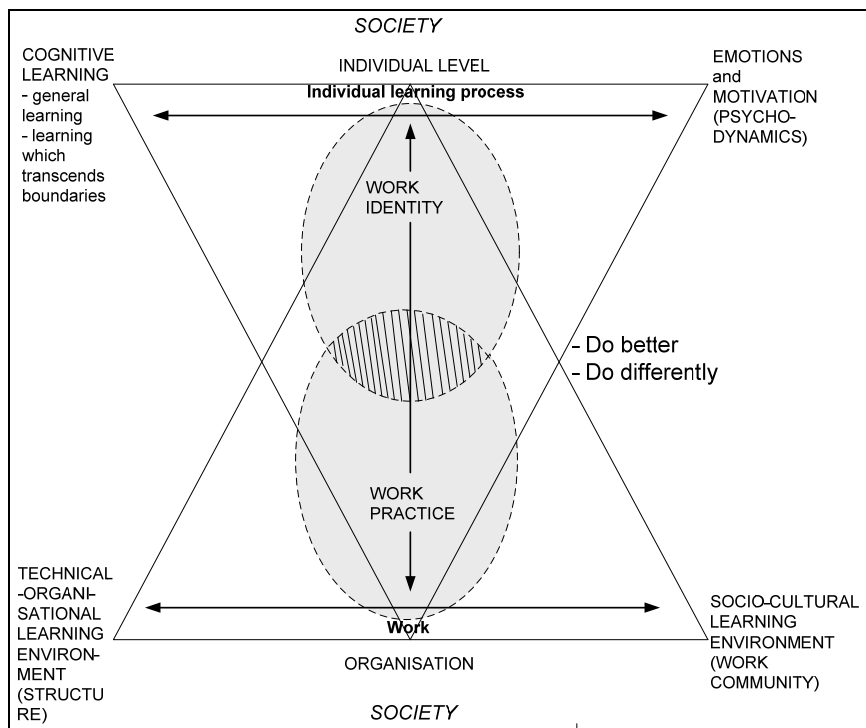 SOCIETY
COGNITIVE
LEARNING
- general
learning
- learning
which
transcends
boundaries
INDIVIDUAL LEVEL
Individual learning process
EMOTIONS
and
MOTIVATION
(PSYCHO-
DYNAMICS)
WORK
IDENTITY
- Do better
- Do differently
WORK
PRACTICE
TECHNICAL
-ORGANI-
SATIONAL
LEARNING
ENVIRON-
MENT
(STRUCTU
RE)
Work
ORGANISATION
SOCIO-CULTURAL
LEARNING
ENVIRONMENT
(WORK
COMMUNITY)
SOCIETY